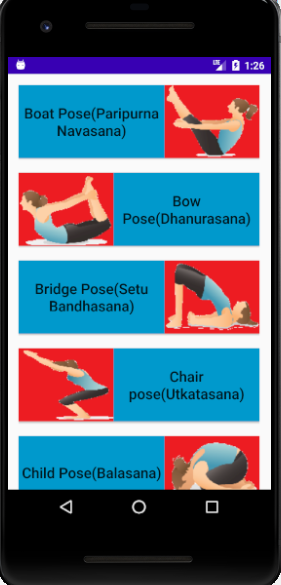 1:26
Boat Pose(Paripurna
Navasana)
Bow
Pose(Dhanurasana)
Bridge Pose(Setu
Bandhasana)
Chair
pose(Utkatasana)
Child Pose(Balasana)